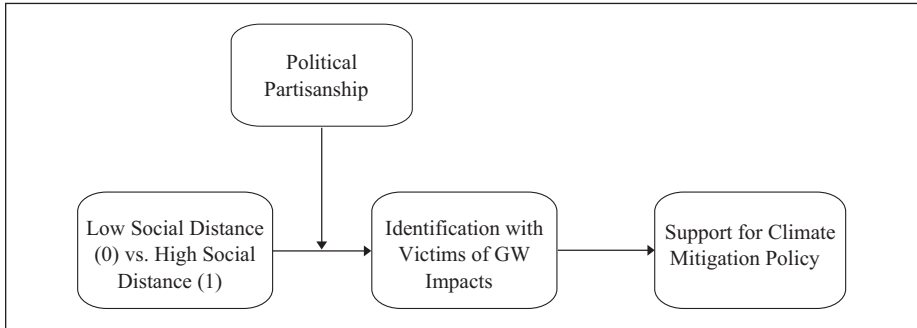 Political
Partisanship
Low Social Distance
(0) vs. High Social
Distance (1)
Identification with
Victims of GW
Impacts
Support for Climate
Mitigation Policy